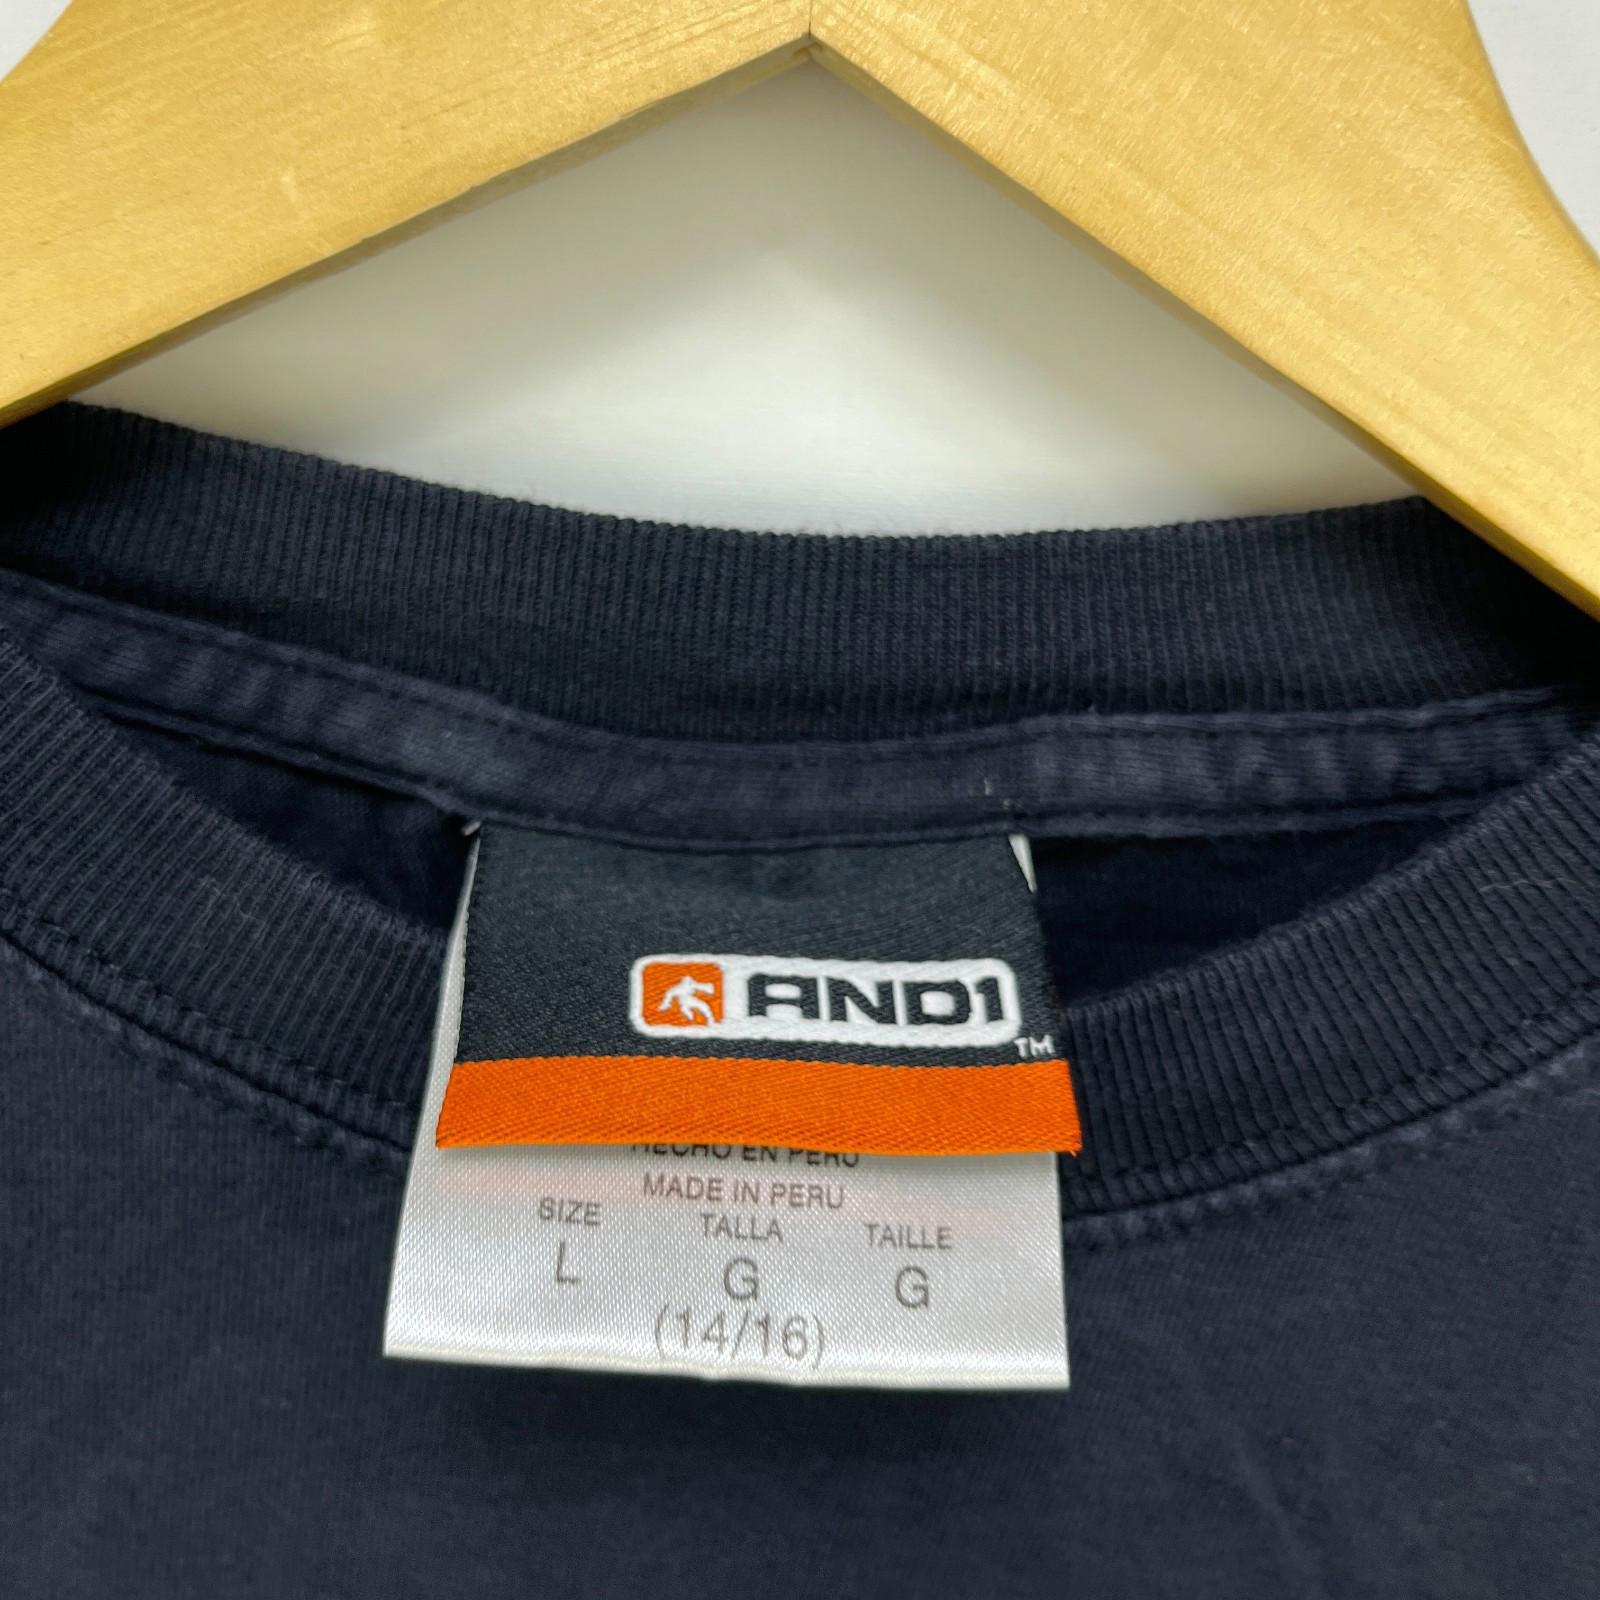 AND1
TM
HECHO EN PERU
MADE IN PERU
SIZE TALLA TAILLE
L G G
(14/16)